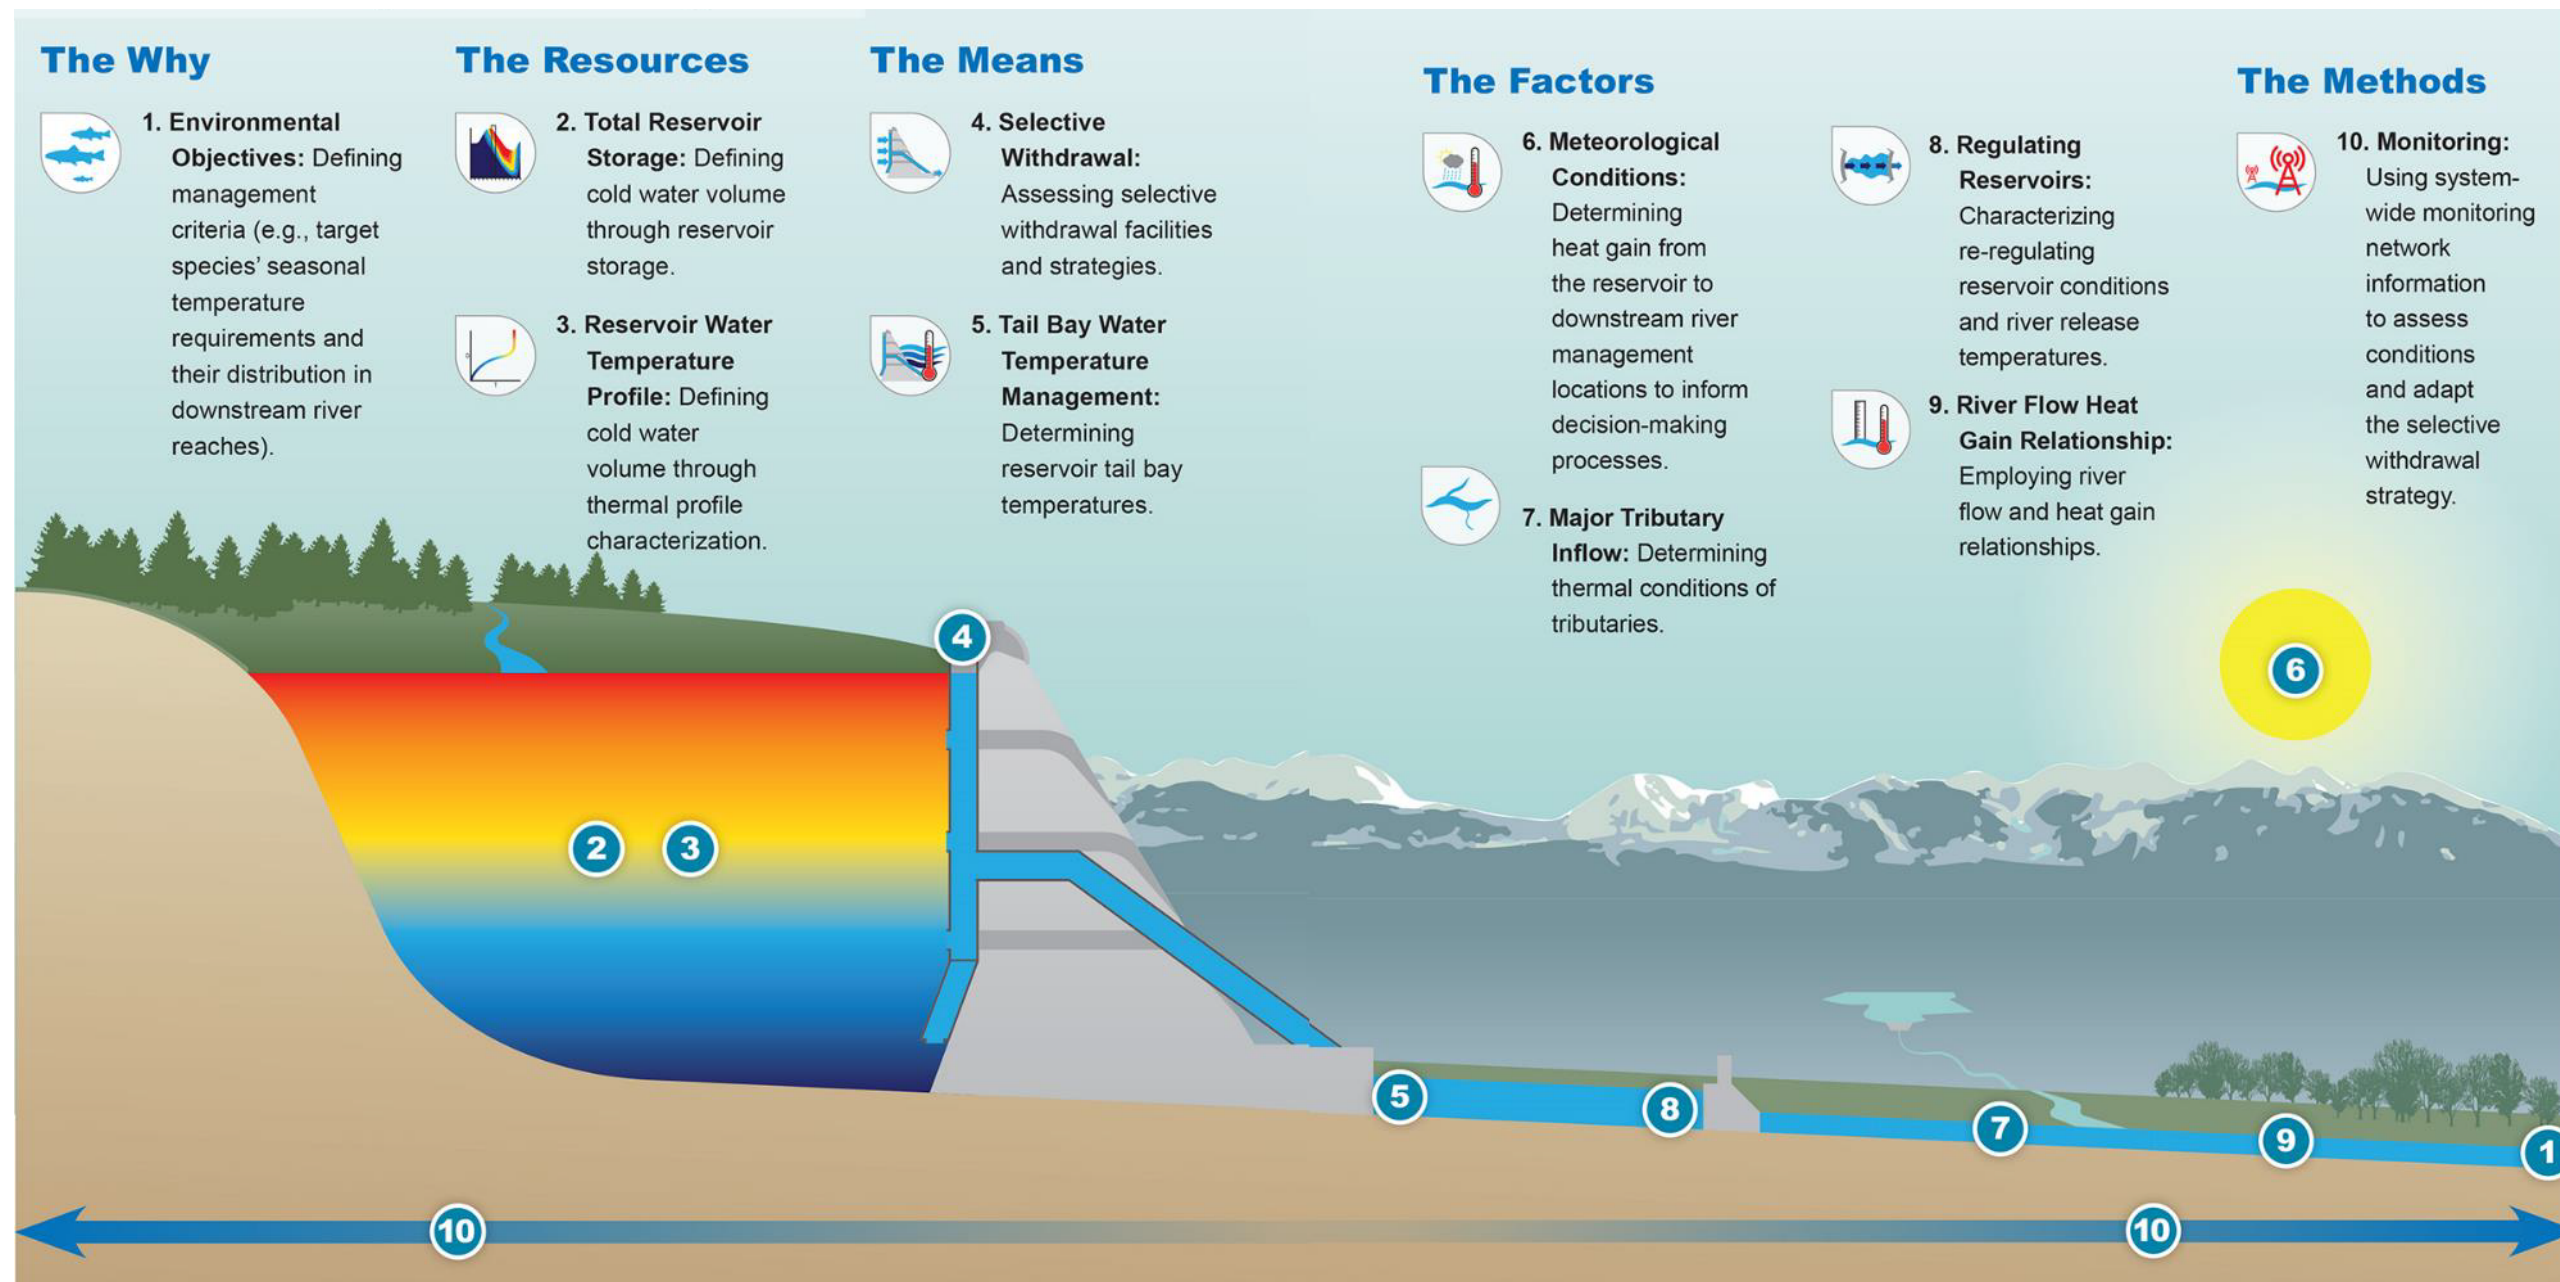 The Why
1. Environmental
Objectives: Defining
management
criteria (e.g., target
species' seasonal
temperature
requirements and
their distribution in
downstream river
reaches).
The Resources
2. Total Reservoir
Storage: Defining
cold water volume
through reservoir
storage.
3. Reservoir Water
Temperature
Profile: Defining
cold water
volume through
thermal profile
characterization.
The Means
4. Selective
Withdrawal:
Assessing selective
withdrawal facilities
and strategies.
5. Tail Bay Water
Temperature
Management:
Determining
reservoir tail bay
temperatures.
The Factors
6. Meteorological
Conditions:
Determining
heat gain from
the reservoir to
downstream river
management
locations to inform
decision-making
processes.
7. Major Tributary
Inflow: Determining
thermal conditions of
tributaries.
8. Regulating
Reservoirs:
Characterizing
re-regulating
reservoir conditions
and river release
temperatures.
9. River Flow Heat
Gain Relationship:
Employing river
flow and heat gain
relationships.
The Methods
10. Monitoring:
Using system-
wide monitoring
network
information
to assess
conditions
and adapt
the selective
withdrawal
strategy.
4
6
2 3
5
8
7
9
1
10
10